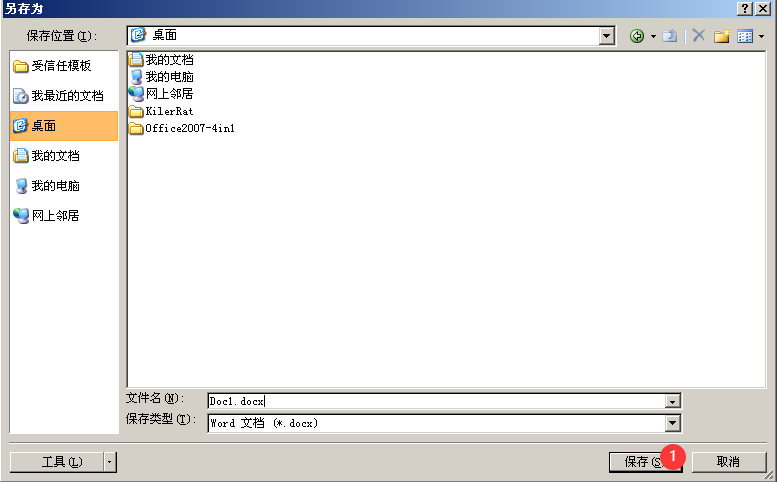 另存为
保存位置(I):
桌面
受信任模板
我最近的文档
桌面
我的文档
我的电脑
网上邻居
我的文档
我的电脑
网上邻居
KilerRat
Office2007-4in1
文件名(N):
Doc1.docx
保存类型(T):
Word 文档 (*.docx)
工具(L)
保存(S
1
取消